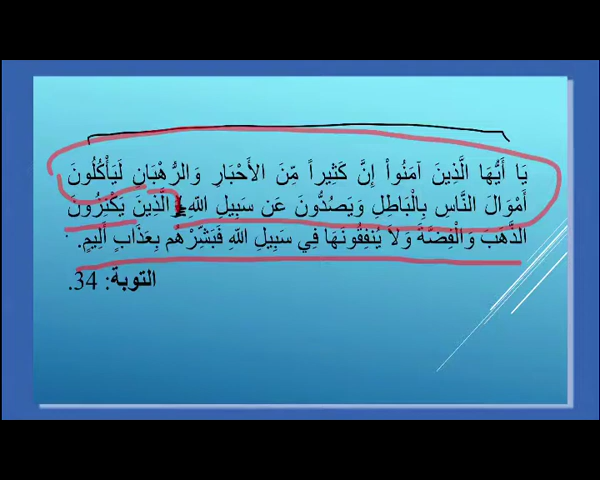 يَا أَيُّهَا الَّذِينَ آمَنُواْ إِنَّ كَثِيراً مِّنَ الأَحْبَارِ وَالرُّهْبَانِ لَيَأْكُلُونَ
أَمْوَالَ النَّاسِ بِالْبَاطِلِ وَيَصُدُّونَ عَن سَبِيلِ اللّهِ الَّذِينَ يَكْنِزُونَ
الذَّهَبَ وَالْفِضَّةَ وَلاَ يُنفِقُونَهَا فِي سَبِيلِ اللّهِ فَبَشِّرْهُم بِعَذَابٍ أَلِيمٍ.
التوبة: 34.